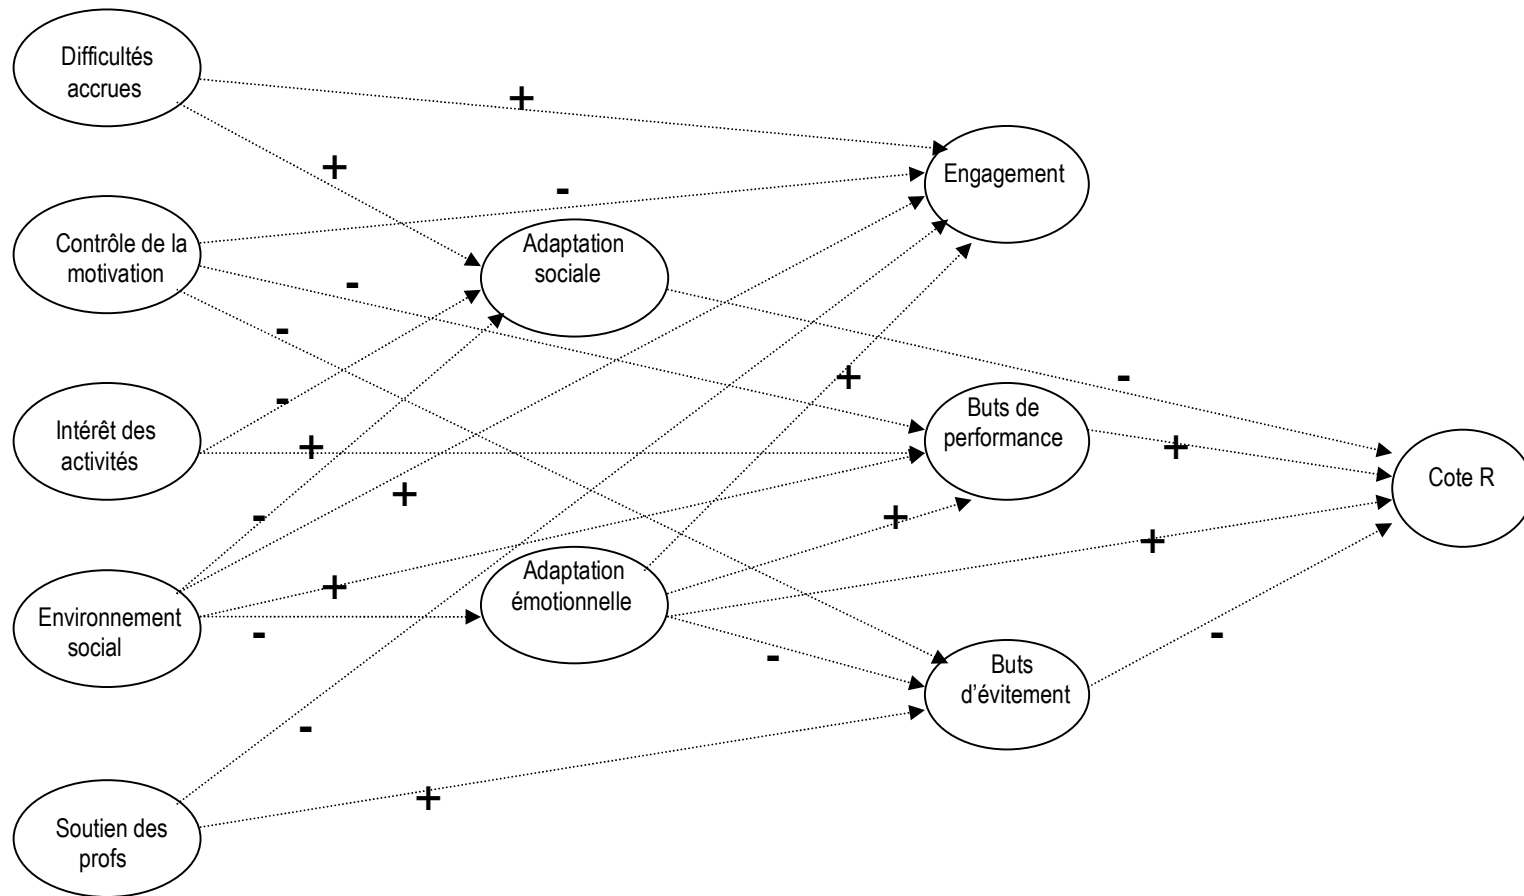 Difficultés
accrues
+
+
-
Engagement
Contrôle de la
motivation
Adaptation
sociale
-
-
+
-
-
Intérêt des
activités
+
Buts de
performance
+
Cote R
+
-
+
+
Adaptation
émotionnelle
+
Environnement
social
-
-
-
Buts
d'évitement
-
+
Soutien des
profs